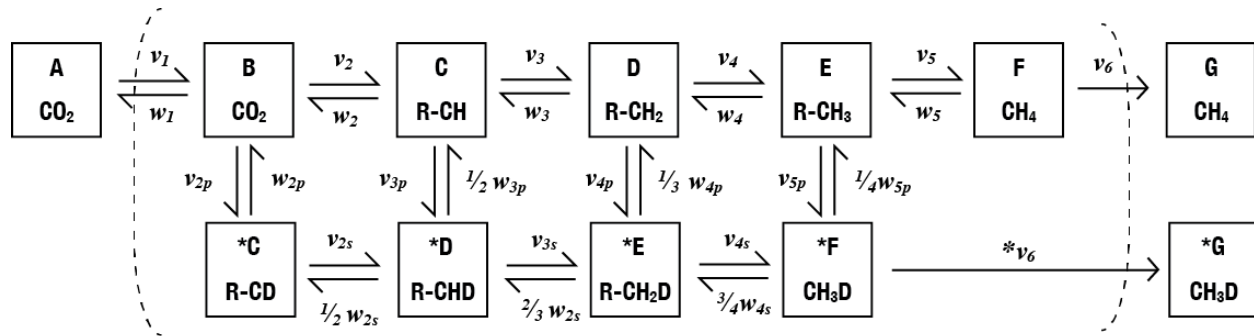 A
CO₂
v₁
w₁
B
CO₂
v₂
w₂
C
R-CH
v₃
w₃
D
R-CH₂
v₄
w₄
E
R-CH₃
v₅
w₅
F
CH₄
v₆
G
CH₄
v₂ₚ
w₂ₚ
v₃ₚ
½ w₃ₚ
v₄ₚ
⅓ w₄ₚ
v₅ₚ
¼w₅ₚ
*C
R-CD
v₂ₛ
½ w₂ₛ
*D
R-CHD
v₃ₛ
⅔ w₂ₛ
*E
R-CH₂D
v₄ₛ
¾w₄ₛ
*F
CH₃D
*v₆
*G
CH₃D